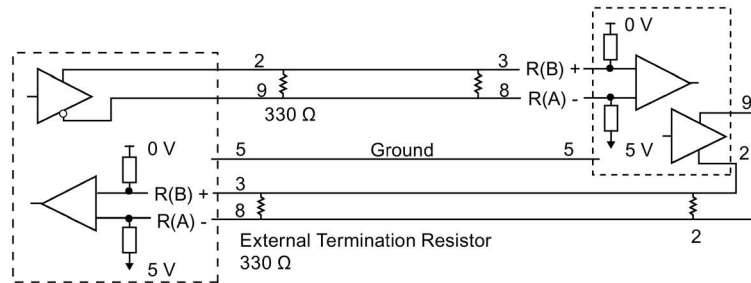 0 V
2
3
R(B) +
9
8
R(A) -
330 Ω
9
0 V
5
Ground
5
5 V
2
R(B) +
3
R(A) -
8
External Termination Resistor
2
5 V
330 Ω